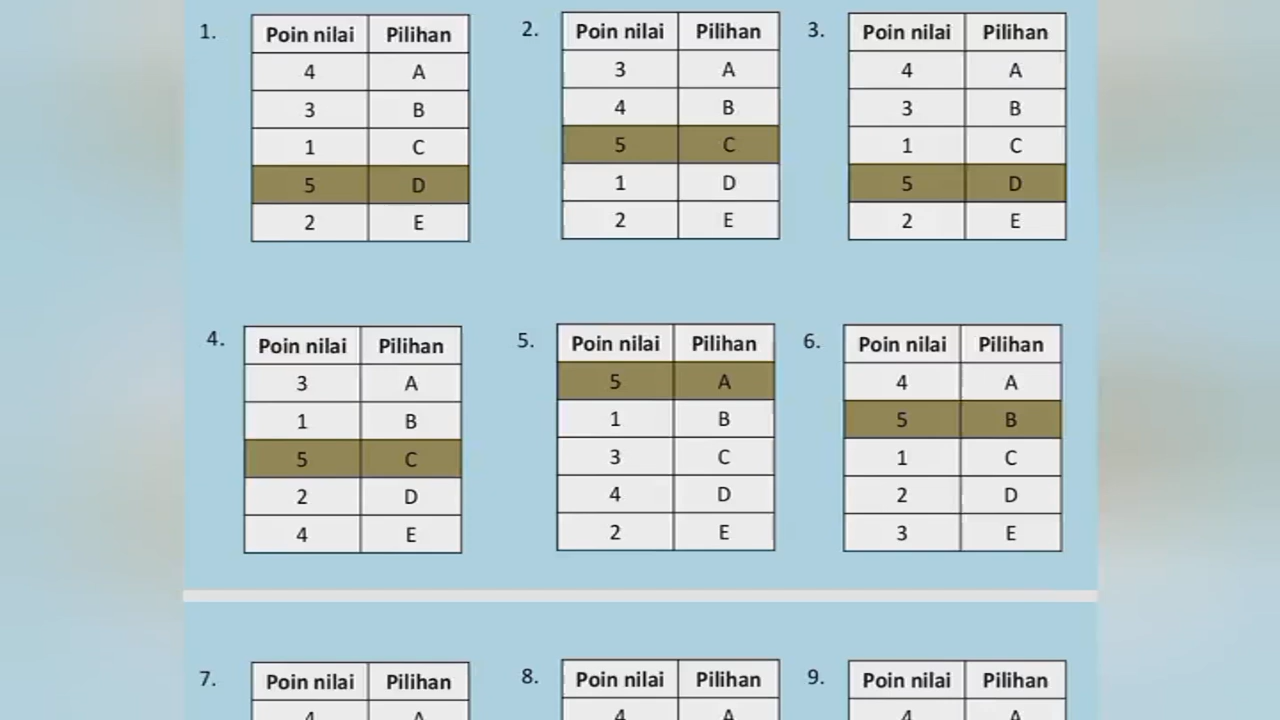 1.
Poin nilai Pilihan
4 A
3 B
1 C
5 D
2 E
2.
Poin nilai Pilihan
3 A
4 B
5 C
1 D
2 E
3.
Poin nilai Pilihan
4 A
3 B
1 C
5 D
2 E
4.
Poin nilai Pilihan
3 A
1 B
5 C
2 D
4 E
5.
Poin nilai Pilihan
5 A
1 B
3 C
4 D
2 E
6.
Poin nilai Pilihan
4 A
5 B
1 C
2 D
3 E
7.
Poin nilai Pilihan
4 A
8.
Poin nilai Pilihan
4 A
9.
Poin nilai Pilihan
4 A